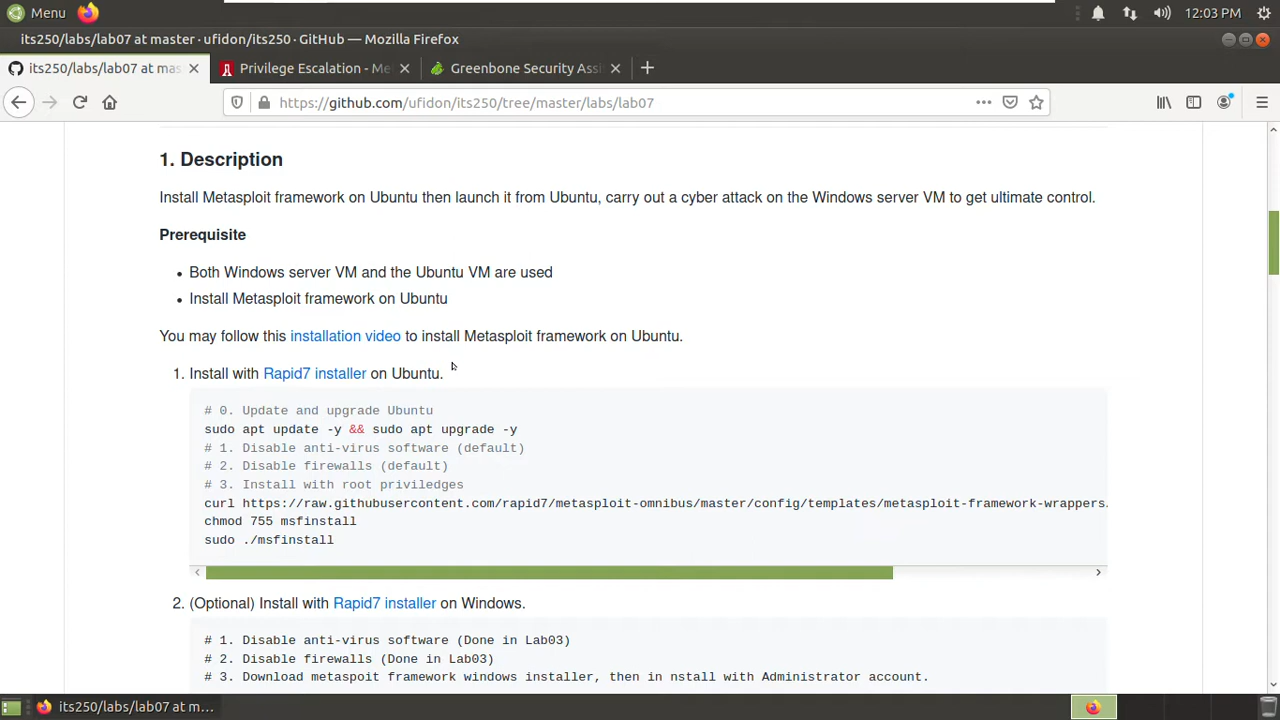 Menu
12:03 PM
its250/labs/lab07 at master · ufidon/its250 · GitHub — Mozilla Firefox
its250/labs/lab07 at mas
Privilege Escalation - Me
Greenbone Security Assi
https://github.com/ufidon/its250/tree/master/labs/lab07
1. Description
Install Metasploit framework on Ubuntu then launch it from Ubuntu, carry out a cyber attack on the Windows server VM to get ultimate control.
Prerequisite
• Both Windows server VM and the Ubuntu VM are used
• Install Metasploit framework on Ubuntu
You may follow this installation video to install Metasploit framework on Ubuntu.
1. Install with Rapid7 installer on Ubuntu.
# 0. Update and upgrade Ubuntu
sudo apt update -y && sudo apt upgrade -y
# 1. Disable anti-virus software (default)
# 2. Disable firewalls (default)
# 3. Install with root priviledges
curl https://raw.githubusercontent.com/rapid7/metasploit-omnibus/master/config/templates/metasploit-framework-wrappers.
chmod 755 msfinstall
sudo ./msfinstall
2. (Optional) Install with Rapid7 installer on Windows.
# 1. Disable anti-virus software (Done in Lab03)
# 2. Disable firewalls (Done in Lab03)
# 3. Download metaspoit framework windows installer, then in nstall with Administrator account.
its250/labs/lab07 at m...